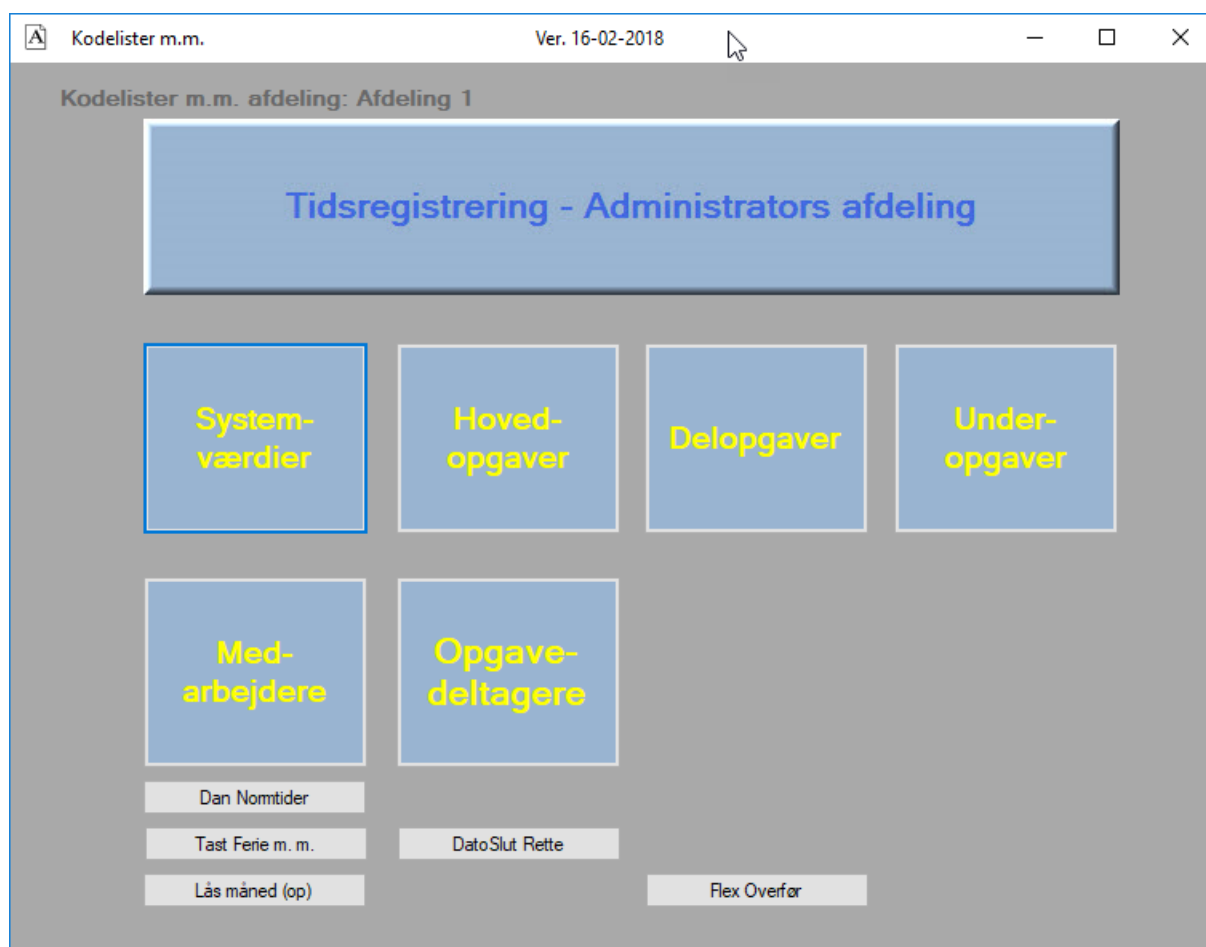 A Kodelister m.m. Ver. 16-02-2018
Kodelister m.m. afdeling: Afdeling 1
Tidsregistrering - Administrators afdeling
System-
værdier
Hoved-
opgaver
Delopgaver
Under-
opgaver
Med-
arbejdere
Opgave-
deltagere
Dan Normtider
Tast Ferie m. m.
DatoSlut Rette
Lås måned (op)
Flex Overfør